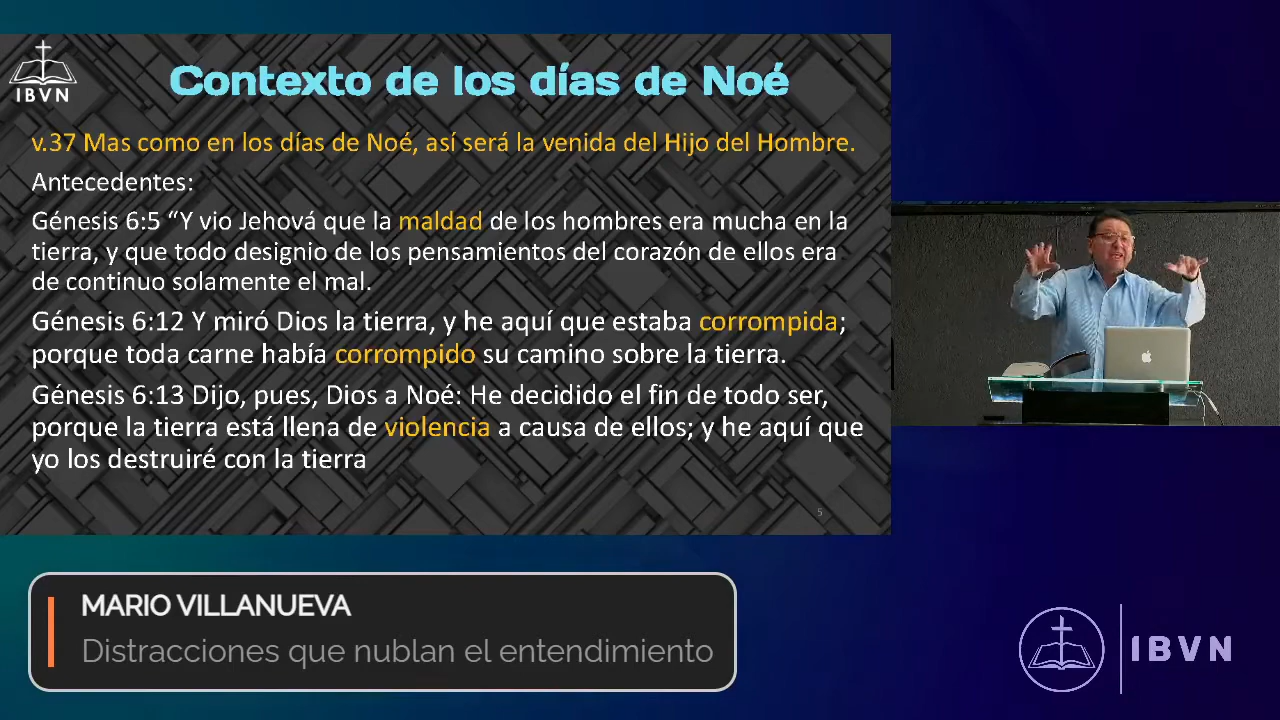 IBVN
Contexto de los días de Noé
v.37 Mas como en los días de Noé, así será la venida del Hijo del Hombre.
Antecedentes:
Génesis 6:5 “Y vio Jehová que la maldad de los hombres era mucha en la
tierra, y que todo designio de los pensamientos del corazón de ellos era
de continuo solamente el mal.
Génesis 6:12 Y miró Dios la tierra, y he aquí que estaba corrompida;
porque toda carne había corrompido su camino sobre la tierra.
Génesis 6:13 Dijo, pues, Dios a Noé: He decidido el fin de todo ser,
porque la tierra está llena de violencia a causa de ellos; y he aquí que
yo los destruiré con la tierra
5
MARIO VILLANUEVA
Distracciones que nublan el entendimiento
IBVN